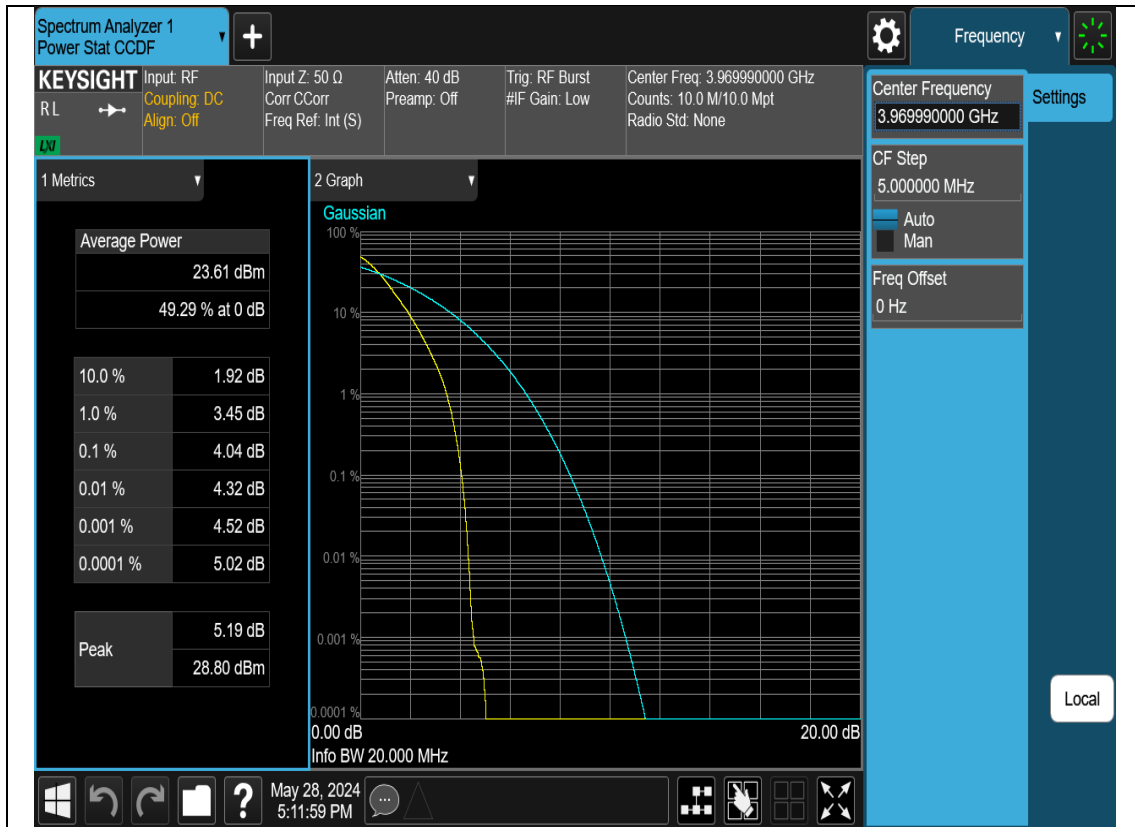 Spectrum Analyzer 1
Power Stat CCDF
+
Frequency
KEYSIGHT
R L
LXI
Input: RF
Coupling: DC
Align: Off
Input Z: 50 Ω
Corr CCorr
Freq Ref: Int (S)
Atten: 40 dB
Preamp: Off
Trig: RF Burst
#IF Gain: Low
Center Freq: 3.969990000 GHz
Counts: 10.0 M/10.0 Mpt
Radio Std: None
Center Frequency
3.969990000 GHz
Settings
CF Step
5.000000 MHz
Auto
Man
Freq Offset
0 Hz
1 Metrics
Average Power
23.61 dBm
49.29 % at 0 dB
10.0 % 1.92 dB
1.0 % 3.45 dB
0.1 % 4.04 dB
0.01 % 4.32 dB
0.001 % 4.52 dB
0.0001 % 5.02 dB
Peak
5.19 dB
28.80 dBm
2 Graph
Gaussian
100 %
10 %
1 %
0.1 %
0.01 %
0.001 %
0.0001 %
0.00 dB 20.00 dB
Info BW 20.000 MHz
Local
?
May 28, 2024
5:11:59 PM